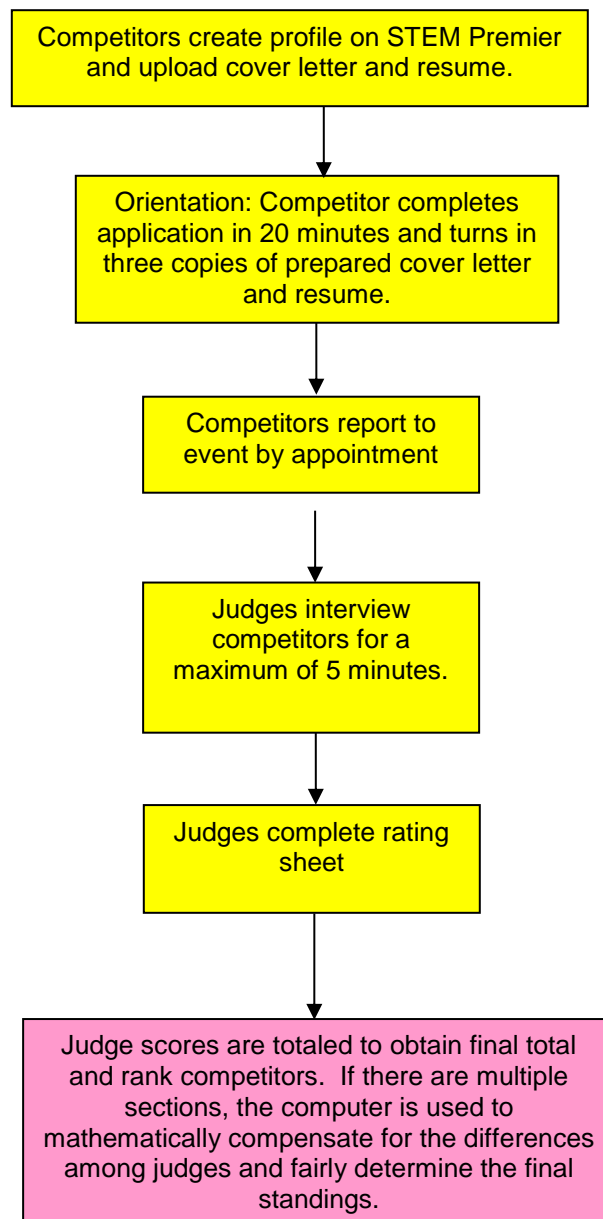 Competitors create profile on STEM Premier
and upload cover letter and resume.
Orientation: Competitor completes
application in 20 minutes and turns in
three copies of prepared cover letter
and resume.
Competitors report to
event by appointment
Judges interview
competitors for a
maximum of 5 minutes.
Judges complete rating
sheet
Judge scores are totaled to obtain final total
and rank competitors.  If there are multiple
sections, the computer is used to
mathematically compensate for the differences
among judges and fairly determine the final
standings.